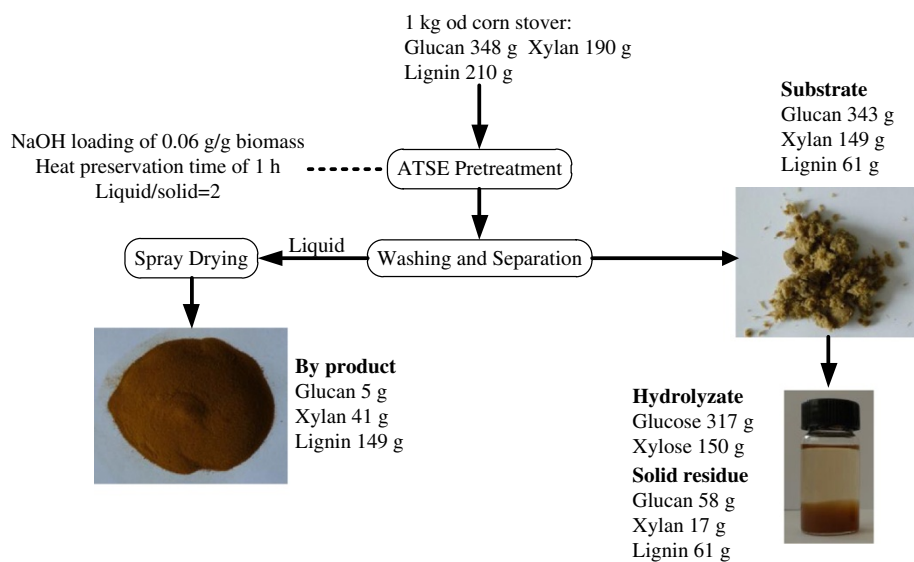 1 kg od corn stover:
Glucan 348 g Xylan 190 g
Lignin 210 g
NaOH loading of 0.06 g/g biomass
Heat preservation time of 1 h
Liquid/solid=2
ATSE Pretreatment
Substrate
Glucan 343 g
Xylan 149 g
Lignin 61 g
Spray Drying
Liquid
Washing and Separation
By product
Glucan 5 g
Xylan 41 g
Lignin 149 g
Hydrolyzate
Glucose 317 g
Xylose 150 g
Solid residue
Glucan 58 g
Xylan 17 g
Lignin 61 g